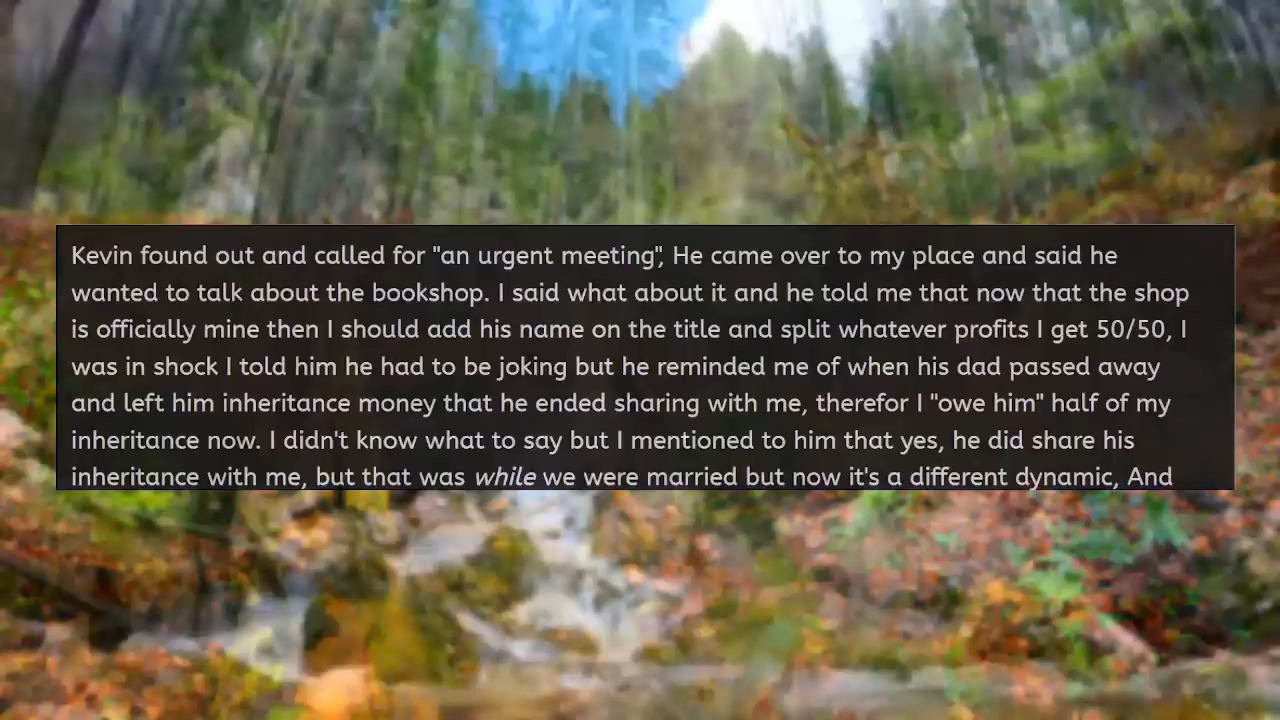 Kevin found out and called for "an urgent meeting", He came over to my place and said he
wanted to talk about the bookshop. I said what about it and he told me that now that the shop
is officially mine then I should add his name on the title and split whatever profits I get 50/50, I
was in shock I told him he had to be joking but he reminded me of when his dad passed away
and left him inheritance money that he ended sharing with me, therefor I "owe him" half of my
inheritance now. I didn't know what to say but I mentioned to him that yes, he did share his
inheritance with me, but that was while we were married but now it's a different dynamic, And